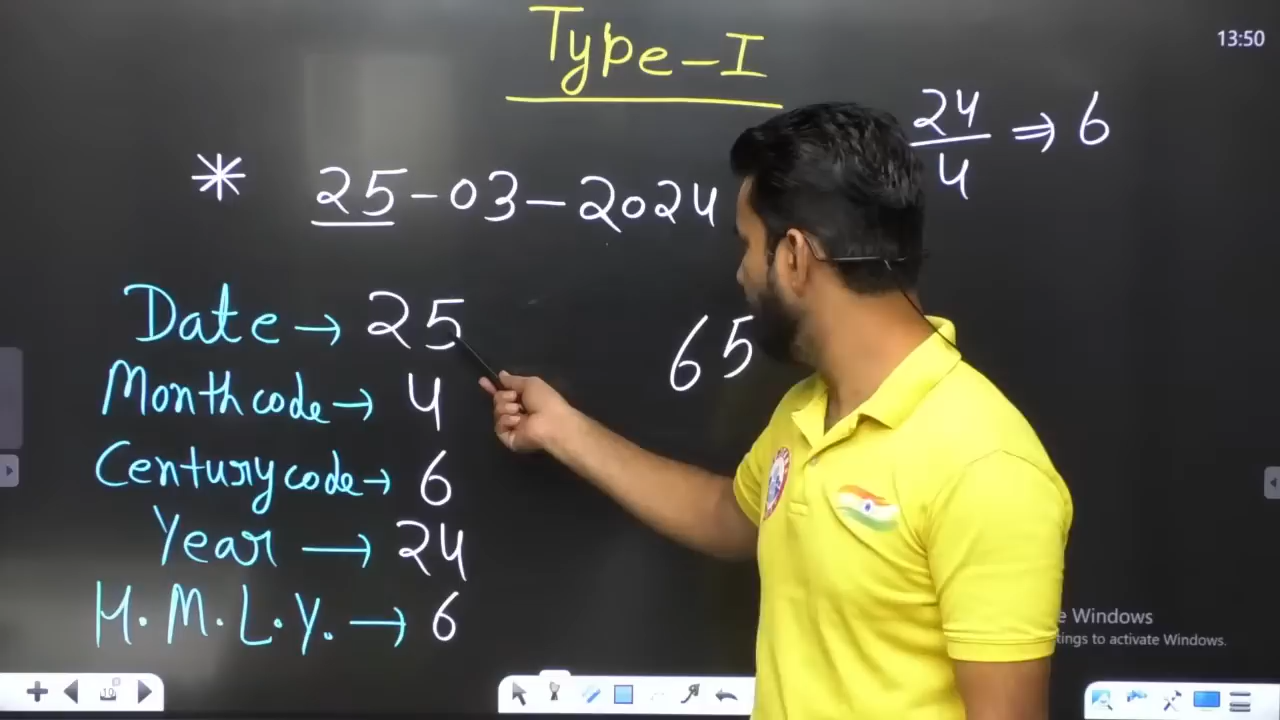 Type-I
13:50
24/4 ⇒ 6
* 25-03-2024
Date → 25
65
Month code → 4
Century code → 6
Year → 24
H.M.L.Y. → 6
Windows
tings to activate Windows.
10